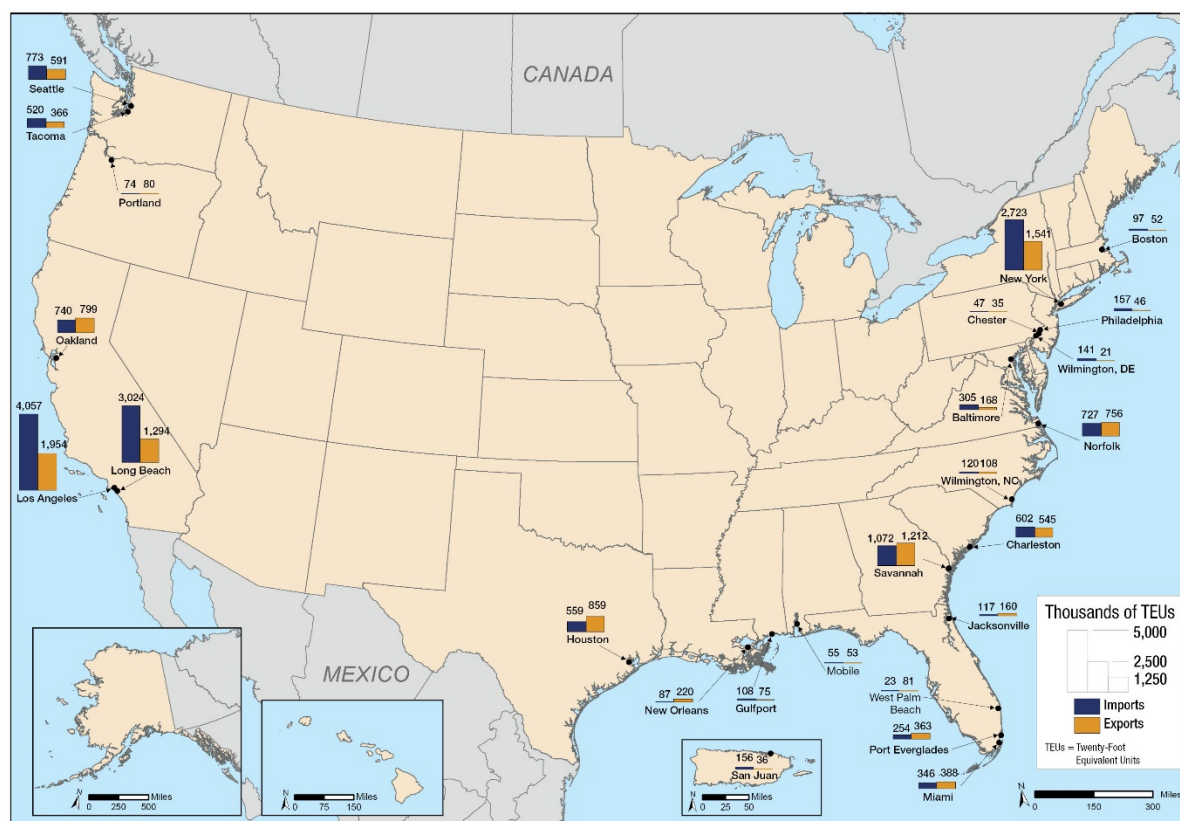 CANADA
773 591
Seattle
520 366
Tacoma
74 80
Portland
740 799
Oakland
4,057
1,954
Los Angeles
3,024
1,294
Long Beach
2,723
1,541
New York
97 52
Boston
47 35
Chester
157 46
Philadelphia
141 21
Wilmington, DE
305 168
Baltimore
727 756
Norfolk
120 108
Wilmington, NC
602 545
Charleston
1,072 1,212
Savannah
117 160
Jacksonville
559 859
Houston
MEXICO
87 220
New Orleans
108 75
Gulfport
55 53
Mobile
23 81
West Palm
Beach
254 363
Port Everglades
346 388
Miami
156 36
San Juan
Thousands of TEUs
5,000
2,500
1,250
Imports
Exports
TEUs = Twenty-Foot
Equivalent Units
N
Miles
0 250 500
N
Miles
0 75 150
N
Miles
0 25 50
N
Miles
0 150 300